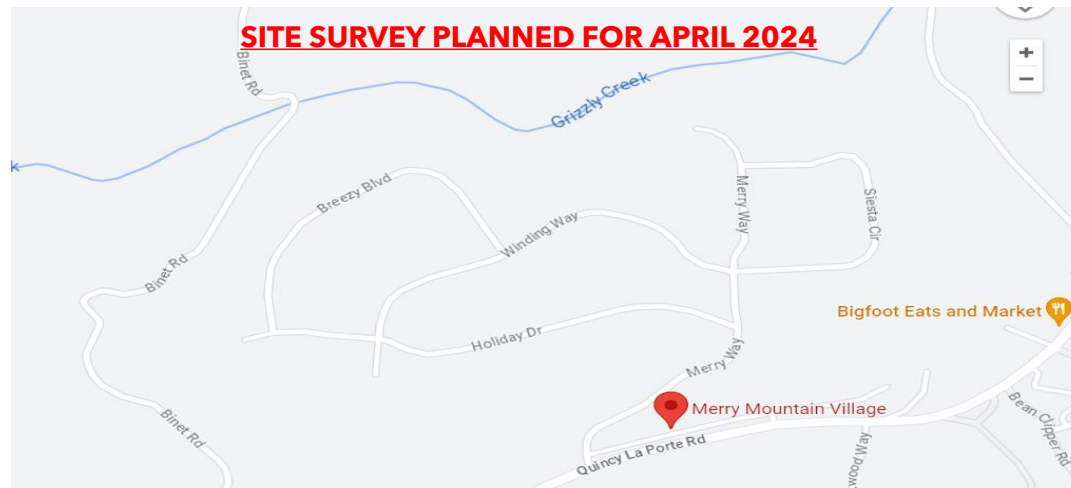 SITE SURVEY PLANNED FOR APRIL 2024
+
−
Binet Rd
Grizzly Creek
k
Breezy Blvd
Merry Way
Siesta Cir
Winding Way
Binet Rd
Bigfoot Eats and Market
Holiday Dr
Merry Way
Merry Mountain Village
Bean Clipper Rd
Binet Rd
Quincy La Porte Rd
wood Way